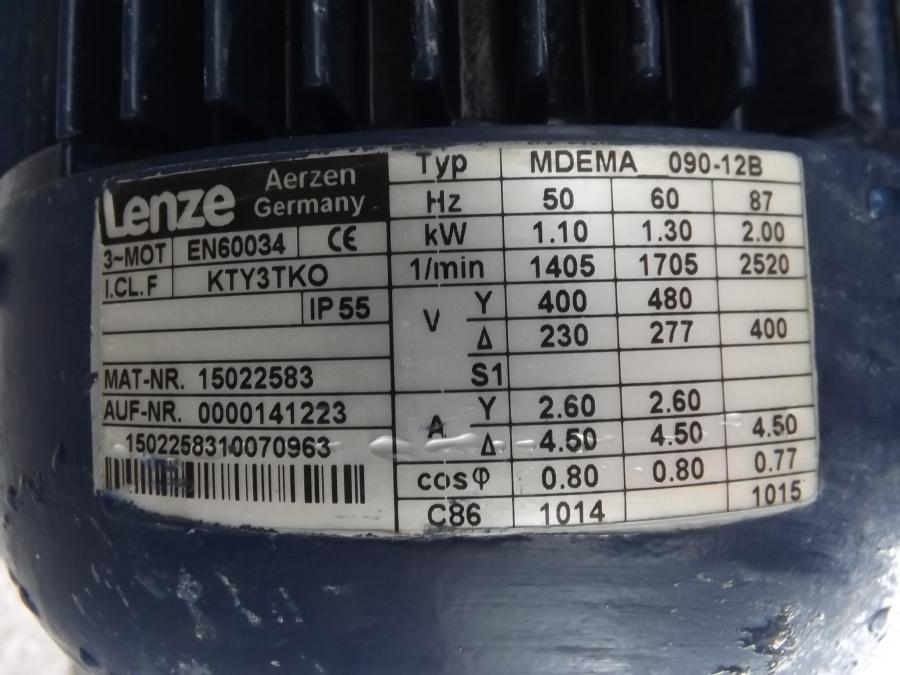 Lenze Aerzen Germany
3~MOT EN60034 CE
I.CL.F KTY3TKO
IP 55
MAT-NR. 15022583
AUF-NR. 0000141223
1502258310070963
Typ MDEMA 090-12B
Hz 50 60 87
kW 1.10 1.30 2.00
1/min 1405 1705 2520
V Y 400 480
Δ 230 277 400
S1
A Y 2.60 2.60
Δ 4.50 4.50 4.50
cosφ 0.80 0.80 0.77
C86 1014 1015